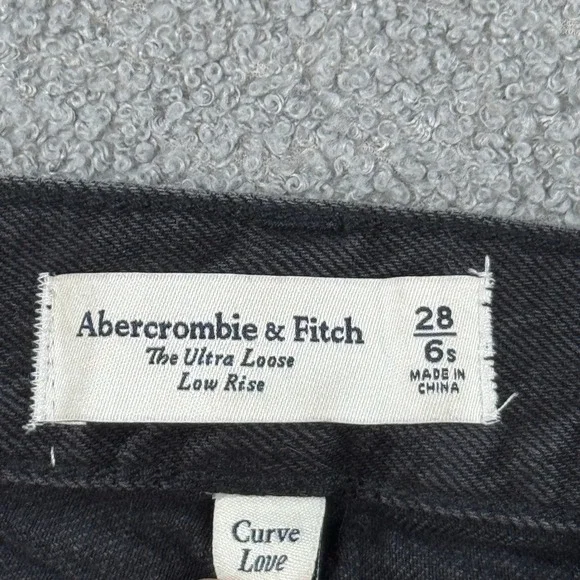 Abercrombie & Fitch
The Ultra Loose
Low Rise
28
6s
MADE IN
CHINA
Curve
Love